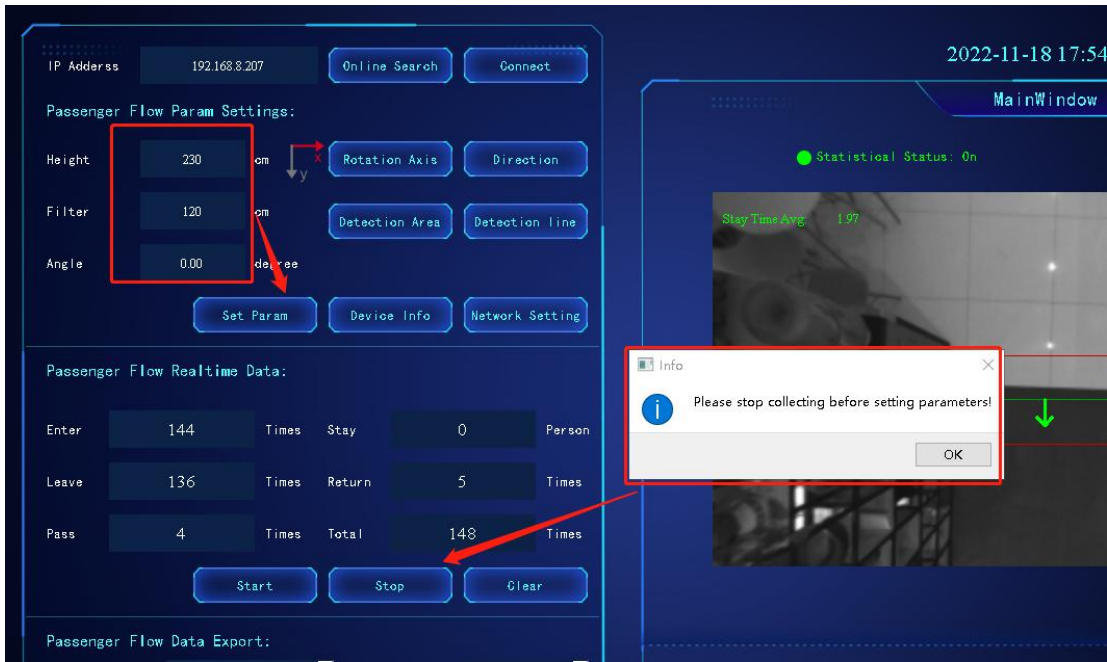 IP Adderss 192.168.8.207 Online Search Connect
Passenger Flow Param Settings:
Height 230 cm x y Rotation Axis Direction
Filter 120 cm Detection Area Detection line
Angle 0.00 degree
Set Param Device Info Network Setting
Passenger Flow Realtime Data:
Enter 144 Times Stay 0 Person
Leave 136 Times Return 5 Times
Pass 4 Times Total 148 Times
Start Stop Clear
Passenger Flow Data Export:
2022-11-18 17:54
MainWindow
Statistical Status: On
Stay Time Avg: 1.97
Info
Please stop collecting before setting parameters!
OK